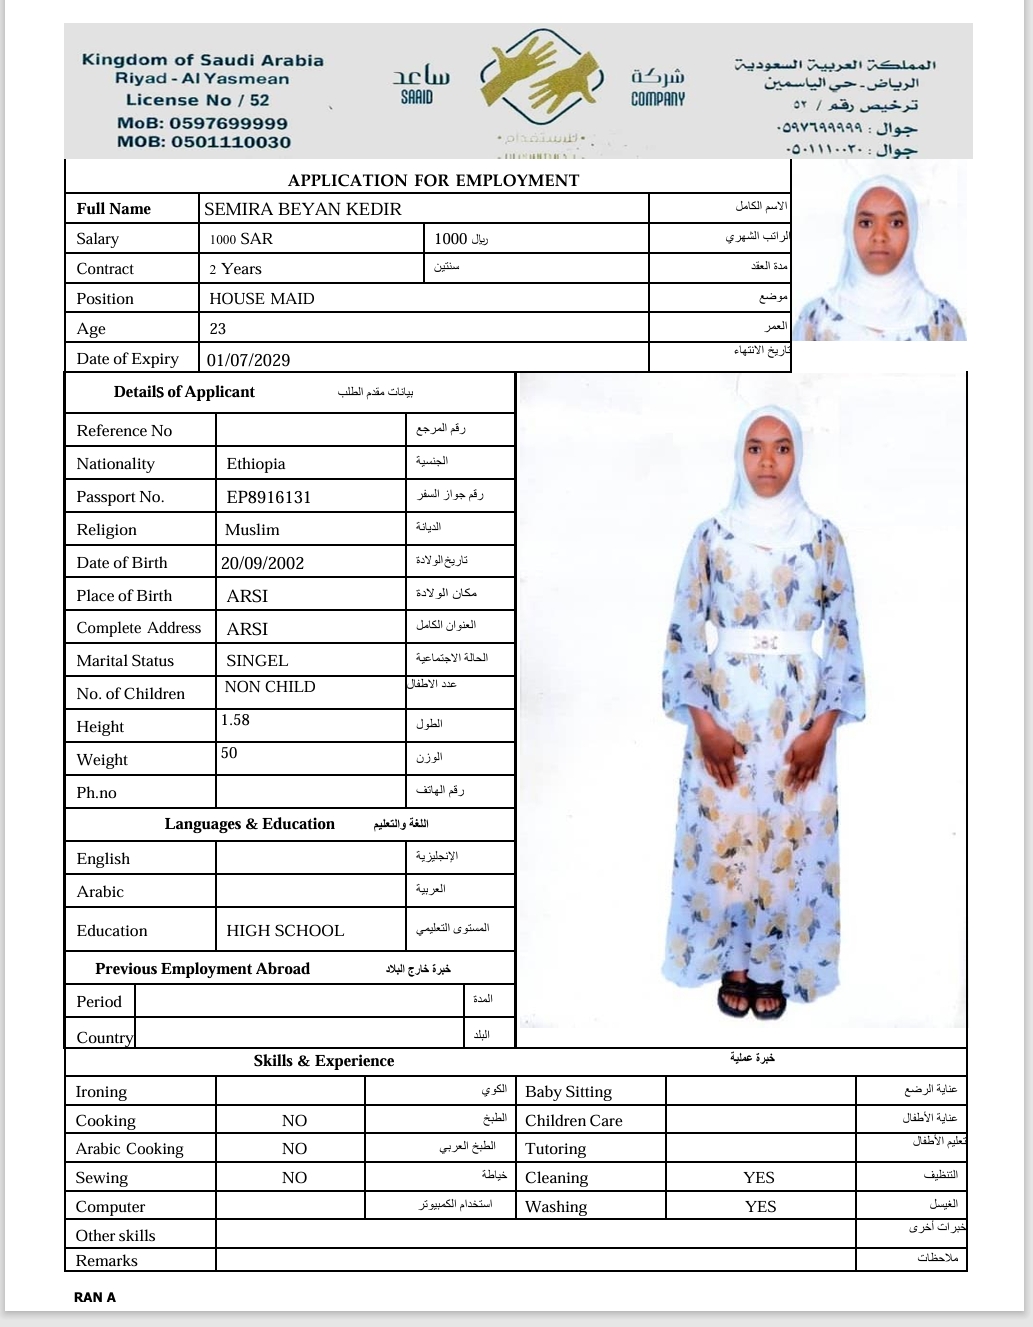 Kingdom of Saudi Arabia
Riyad - Al Yasmean
License No / 52
MoB: 0597699999
MOB: 0501110030
ساعد
SAAID
شركة
COMPANY
للاستقدام
المملكة العربية السعودية
الرياض - حي الياسمين
ترخيص رقم / ٥٢
جوال : ٠٥٩٧٦٩٩٩٩٩
جوال : ٠٥٠١١١٠٠٣٠
APPLICATION FOR EMPLOYMENT
Full Name SEMIRA BEYAN KEDIR الاسم الكامل
Salary 1000 SAR 1000 ريال الراتب الشهري
Contract 2 Years سنتين مدة العقد
Position HOUSE MAID موضع
Age 23 العمر
Date of Expiry 01/07/2029 تاريخ الانتهاء
Details of Applicant بيانات مقدم الطلب
Reference No رقم المرجع
Nationality Ethiopia الجنسية
Passport No. EP8916131 رقم جواز السفر
Religion Muslim الديانة
Date of Birth 20/09/2002 تاريخ الولادة
Place of Birth ARSI مكان الولادة
Complete Address ARSI العنوان الكامل
Marital Status SINGEL الحالة الاجتماعية
No. of Children NON CHILD عدد الاطفال
Height 1.58 الطول
Weight 50 الوزن
Ph.no رقم الهاتف
Languages & Education اللغة والتعليم
English الإنجليزية
Arabic العربية
Education HIGH SCHOOL المستوى التعليمي
Previous Employment Abroad خبرة خارج البلاد
Period المدة
Country البلد
Skills & Experience خبرة عملية
Ironing الكوي Baby Sitting عناية الرضع
Cooking NO الطبخ Children Care عناية الأطفال
Arabic Cooking NO الطبخ العربي Tutoring تعليم الأطفال
Sewing NO خياطة Cleaning YES التنظيف
Computer استخدام الكمبيوتر Washing YES الغيسل
Other skills خبرات أخرى
Remarks ملاحظات
RAN A